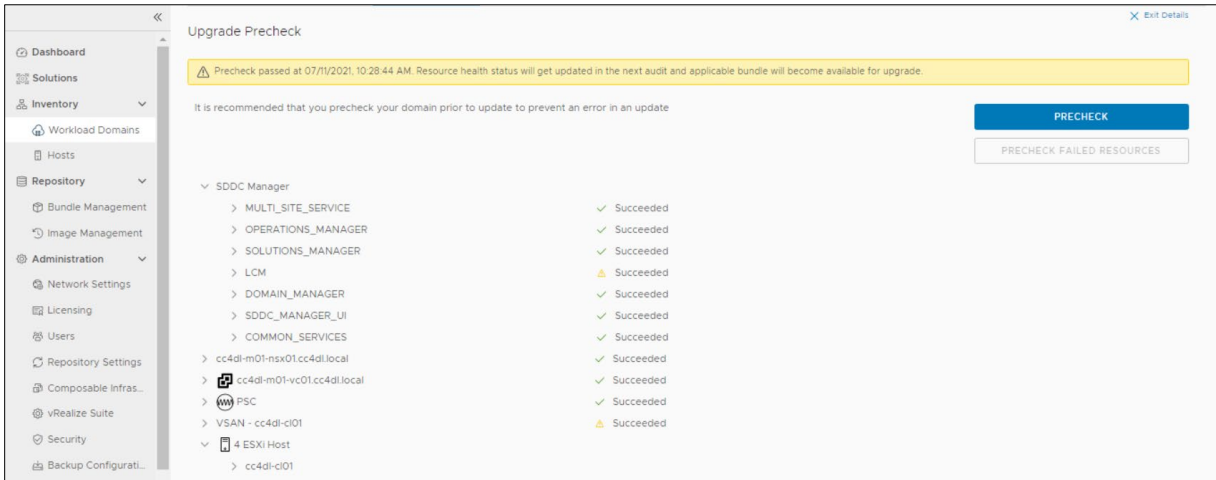 «
Exit Details
Upgrade Precheck
Dashboard
Precheck passed at 07/11/2021, 10:28:44 AM. Resource health status will get updated in the next audit and applicable bundle will become available for upgrade.
Solutions
Inventory
It is recommended that you precheck your domain prior to update to prevent an error in an update
PRECHECK
Workload Domains
Hosts
PRECHECK FAILED RESOURCES
Repository
SDDC Manager
Bundle Management
MULTI_SITE_SERVICE Succeeded
OPERATIONS_MANAGER Succeeded
Image Management
SOLUTIONS_MANAGER Succeeded
Administration
LCM Succeeded
Network Settings
DOMAIN_MANAGER Succeeded
Licensing
SDDC_MANAGER_UI Succeeded
Users
COMMON_SERVICES Succeeded
Repository Settings
cc4dl-m01-nsx01.cc4dl.local Succeeded
Composable Infras...
cc4dl-m01-vc01.cc4dl.local Succeeded
vRealize Suite
PSC Succeeded
VSAN - cc4dl-cl01 Succeeded
Security
4 ESXi Host
Backup Configurati...
cc4dl-cl01